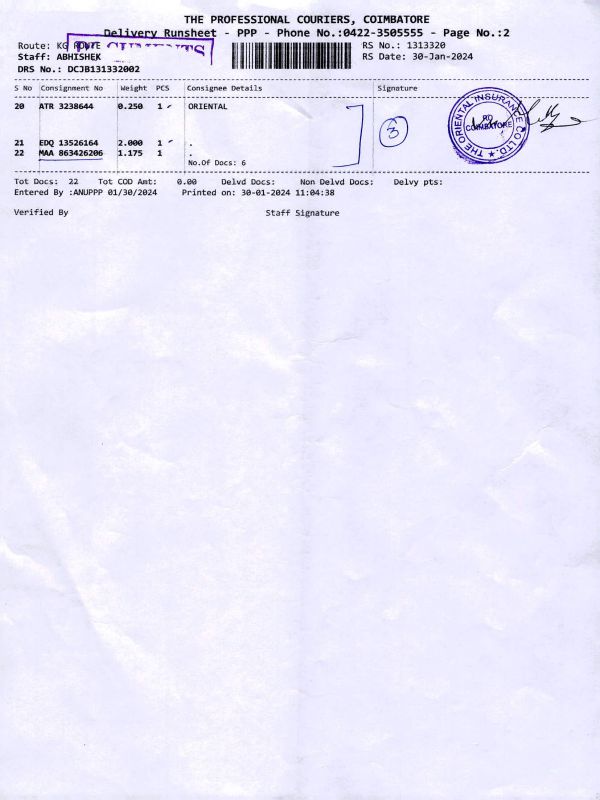 THE PROFESSIONAL COURIERS, COIMBATORE
Delivery Runsheet - PPP - Phone No.:0422-3505555 - Page No.:2
Route: KG ROUTE
RS No.: 1313320
Staff: ABHISHEK
RS Date: 30-Jan-2024
DRS No.: DCJB131332002
S No Consignment No Weight PCS Consignee Details Signature
20 ATR 3238644 0.250 1 ORIENTAL
3
THE ORIENTAL INSURANCE CO. LTD.
RO
COIMBATORE
21 EDQ 13526164 2.000 1 .
22 MAA 863426206 1.175 1 .
No.Of Docs: 6
Tot Docs: 22 Tot COD Amt: 0.00 Delvd Docs: Non Delvd Docs: Delvy pts:
Entered By :ANUPPP 01/30/2024 Printed on: 30-01-2024 11:04:38
Verified By Staff Signature